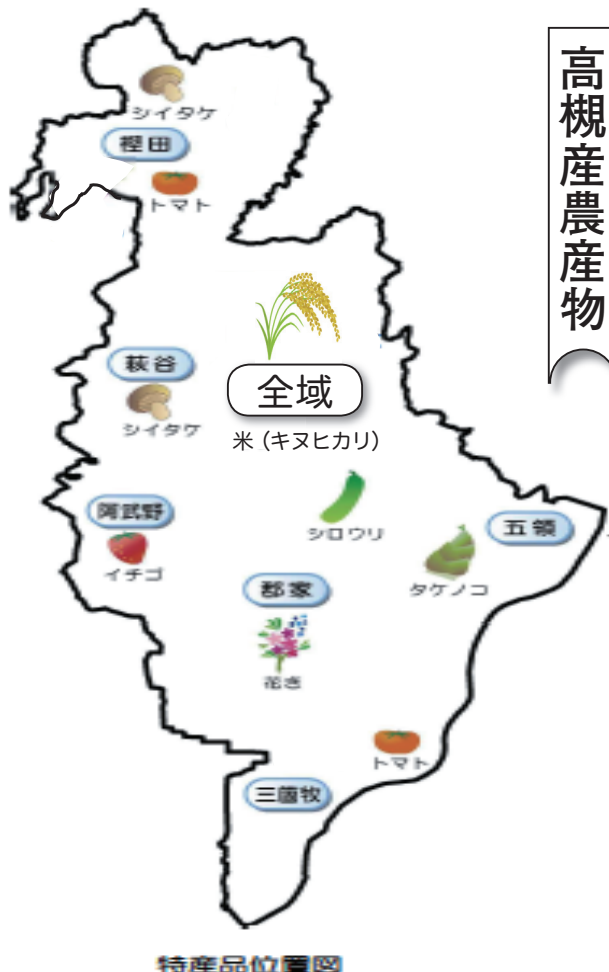 高槻産農産物
シイタケ
樫田
トマト
萩谷
シイタケ
全域
米 (キヌヒカリ)
阿武野
イチゴ
シロウリ
五領
タケノコ
郡家
花き
トマト
三箇牧
特産品位置図